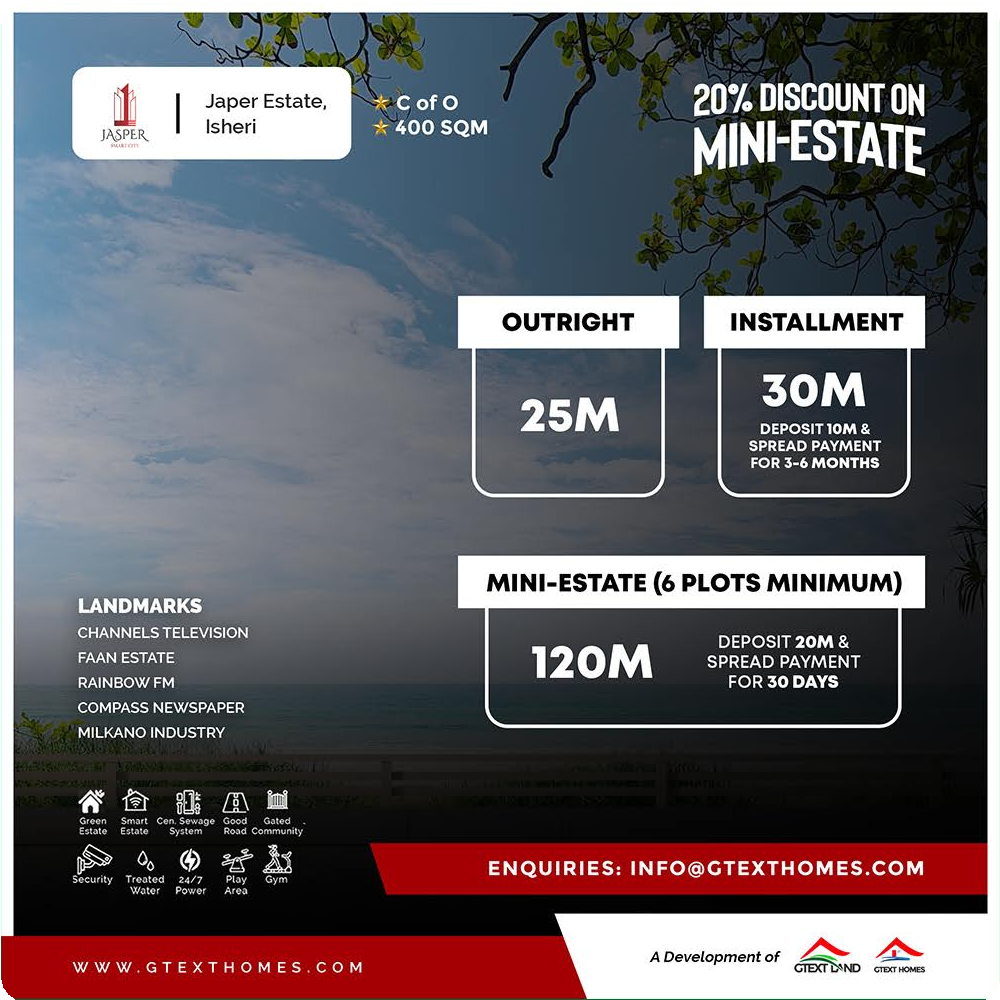 JASPER
SMART CITY
Japer Estate,
Isheri
C of O
400 SQM
20% DISCOUNT ON
MINI-ESTATE
OUTRIGHT
25M
INSTALLMENT
30M
DEPOSIT 10M &
SPREAD PAYMENT
FOR 3-6 MONTHS
MINI-ESTATE (6 PLOTS MINIMUM)
120M
DEPOSIT 20M &
SPREAD PAYMENT
FOR 30 DAYS
LANDMARKS
CHANNELS TELEVISION
FAAN ESTATE
RAINBOW FM
COMPASS NEWSPAPER
MILKANO INDUSTRY
Green
Estate
Smart
Estate
Cen. Sewage
System
Good
Road
Gated
Community
Security
Treated
Water
24/7
Power
Play
Area
Gym
ENQUIRIES: INFO@GTEXTHOMES.COM
WWW.GTEXTHOMES.COM
A Development of
GTEXT LAND
GTEXT HOMES